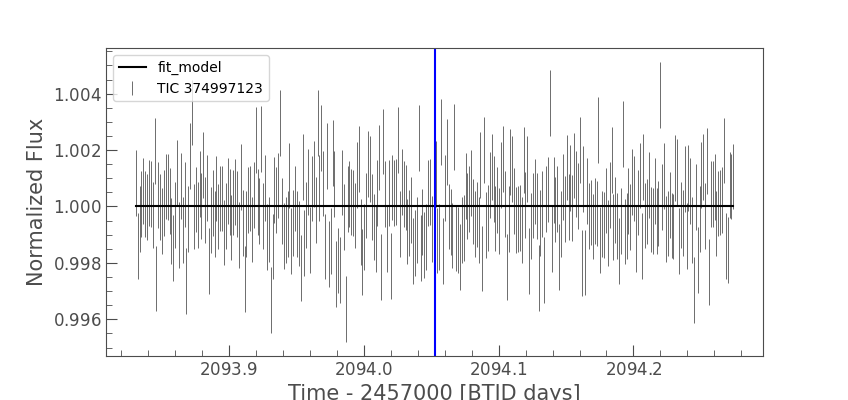 fit_model
TIC 374997123
Normalized Flux
1.004
1.002
1.000
0.998
0.996
2093.9 2094.0 2094.1 2094.2
Time - 2457000 [BTJD days]